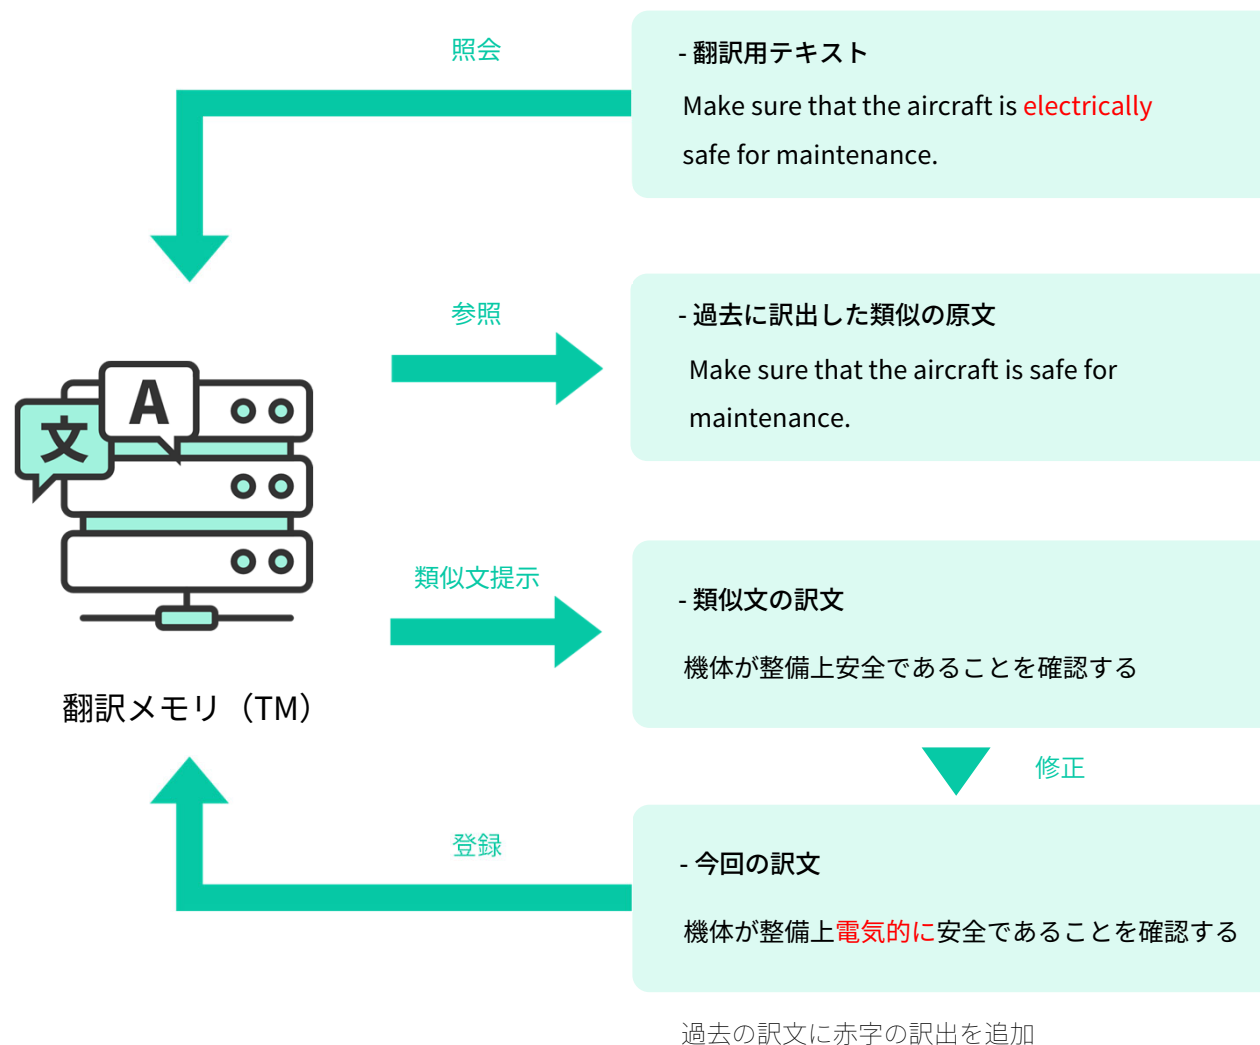 照会
- 翻訳用テキスト
Make sure that the aircraft is electrically
safe for maintenance.
参照
- 過去に訳出した類似の原文
Make sure that the aircraft is safe for
maintenance.
文
A
類似文提示
- 類似文の訳文
機体が整備上安全であることを確認する
翻訳メモリ（TM）
修正
登録
- 今回の訳文
機体が整備上電気的に安全であることを確認する
過去の訳文に赤字の訳出を追加